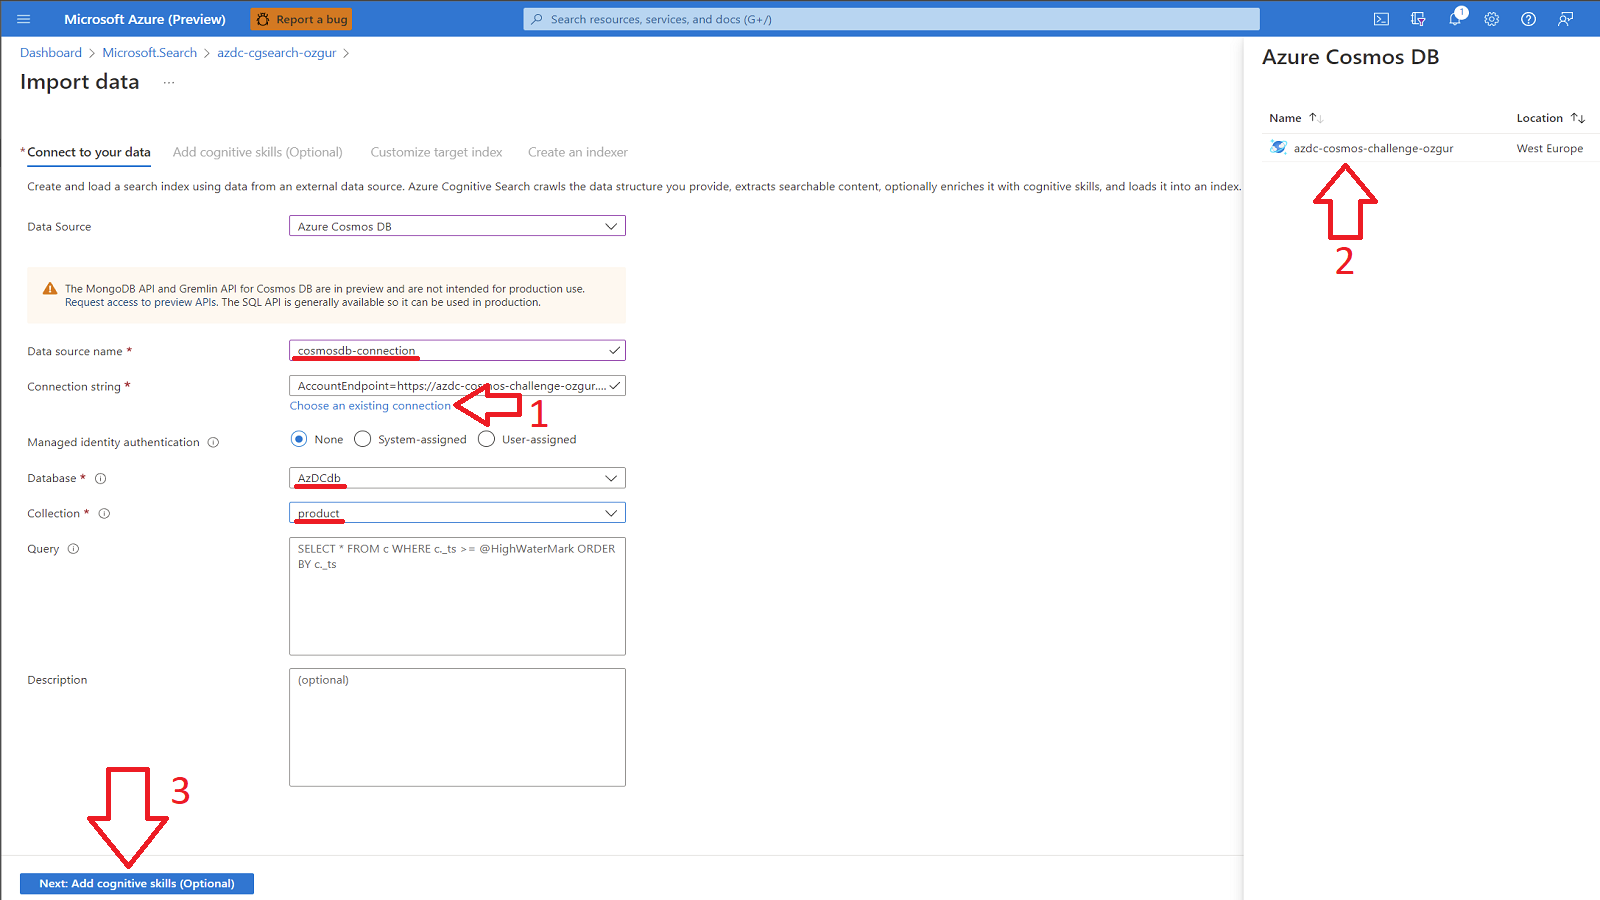 Microsoft Azure (Preview)
Report a bug
Search resources, services, and docs (G+/)
1
Dashboard > Microsoft.Search > azdc-cgsearch-ozgur >
Import data ...
* Connect to your data
Add cognitive skills (Optional)
Customize target index
Create an indexer
Create and load a search index using data from an external data source. Azure Cognitive Search crawls the data structure you provide, extracts searchable content, optionally enriches it with cognitive skills, and loads it into an index.
Data Source
Azure Cosmos DB
The MongoDB API and Gremlin API for Cosmos DB are in preview and are not intended for production use.
Request access to preview APIs. The SQL API is generally available so it can be used in production.
Data source name *
cosmosdb-connection
Connection string *
AccountEndpoint=https://azdc-cosmos-challenge-ozgur....
Choose an existing connection
1
Managed identity authentication
None
System-assigned
User-assigned
Database *
AzDCdb
Collection *
product
Query
SELECT * FROM c WHERE c._ts >= @HighWaterMark ORDER
BY c._ts
Description
(optional)
3
Next: Add cognitive skills (Optional)
Azure Cosmos DB
Name ↑↓
Location ↑↓
azdc-cosmos-challenge-ozgur
West Europe
2